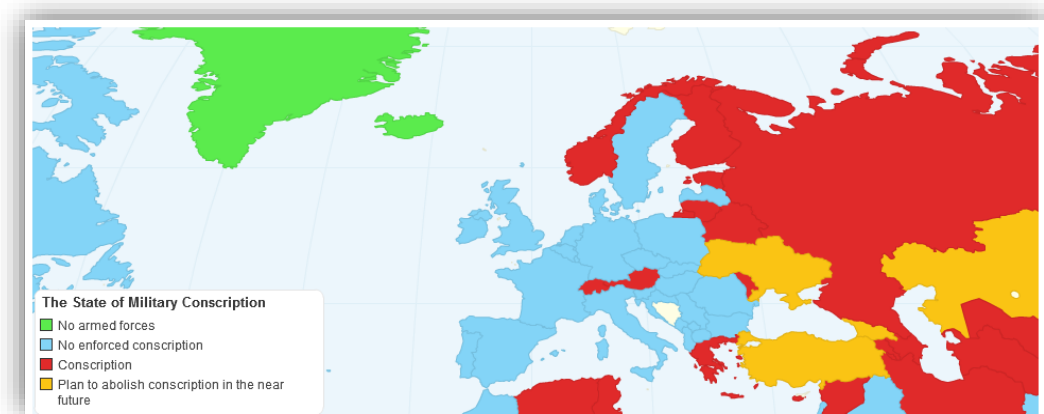 The State of Military Conscription
No armed forces
No enforced conscription
Conscription
Plan to abolish conscription in the near
future